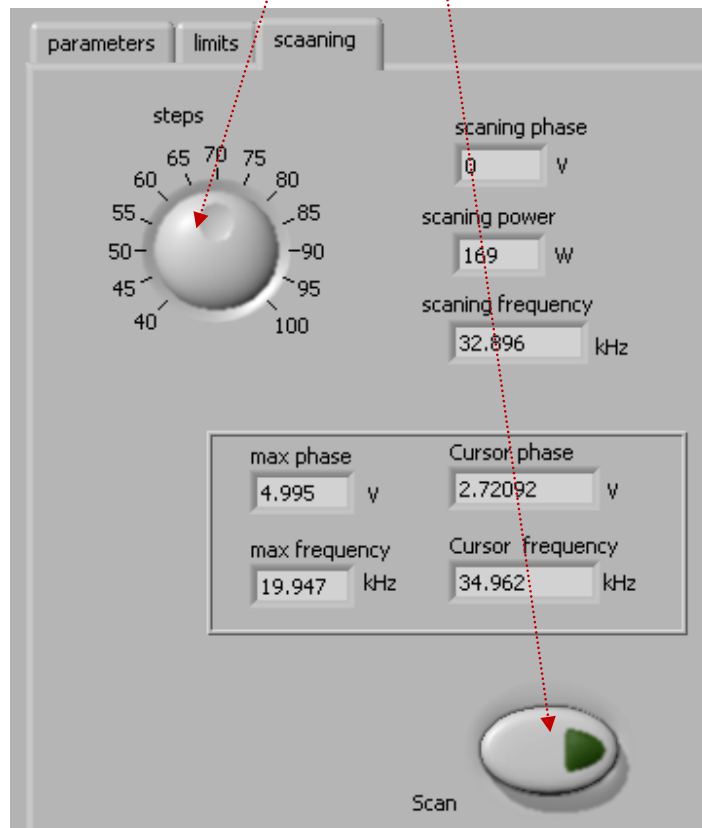 parameters limits scaaning
steps
40 45 50 55 60 65 70 75 80 85 90 95 100
scaning phase
0 V
scaning power
169 W
scaning frequency
32.896 kHz
max phase
4.995 V
Cursor phase
2.72092 V
max frequency
19.947 kHz
Cursor frequency
34.962 kHz
Scan